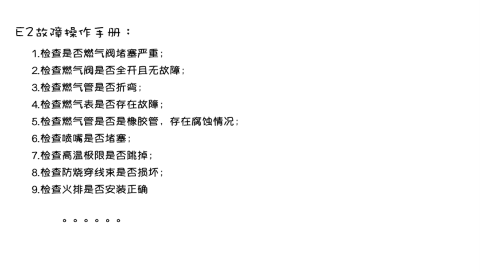 E2故障操作手册：
1.检查是否燃气阀堵塞严重；
2.检查燃气阀是否全开且无故障；
3.检查燃气管是否折弯；
4.检查燃气表是否存在故障；
5.检查燃气管是否是橡胶管，存在腐蚀情况；
6.检查喷嘴是否堵塞；
7.检查高温极限是否跳掉；
8.检查防烧穿线束是否损坏；
9.检查火排是否安装正确
。。。。。。